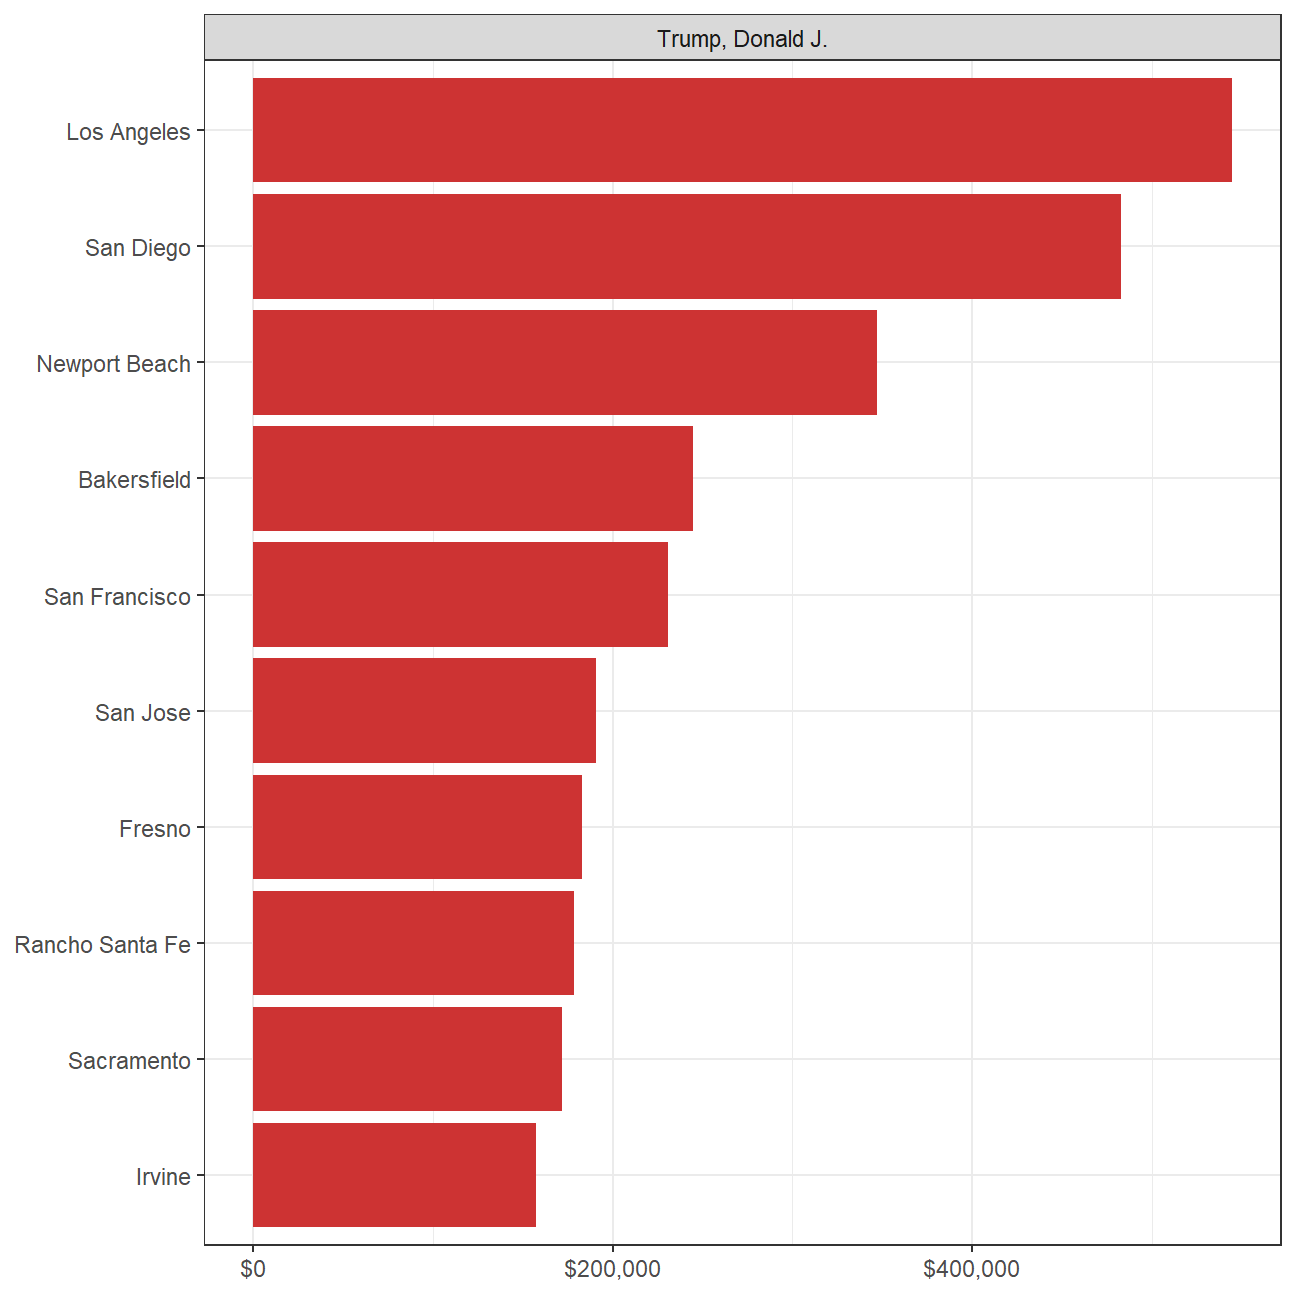 Trump, Donald J.
Los Angeles
San Diego
Newport Beach
Bakersfield
San Francisco
San Jose
Fresno
Rancho Santa Fe
Sacramento
Irvine
$0 $200,000 $400,000